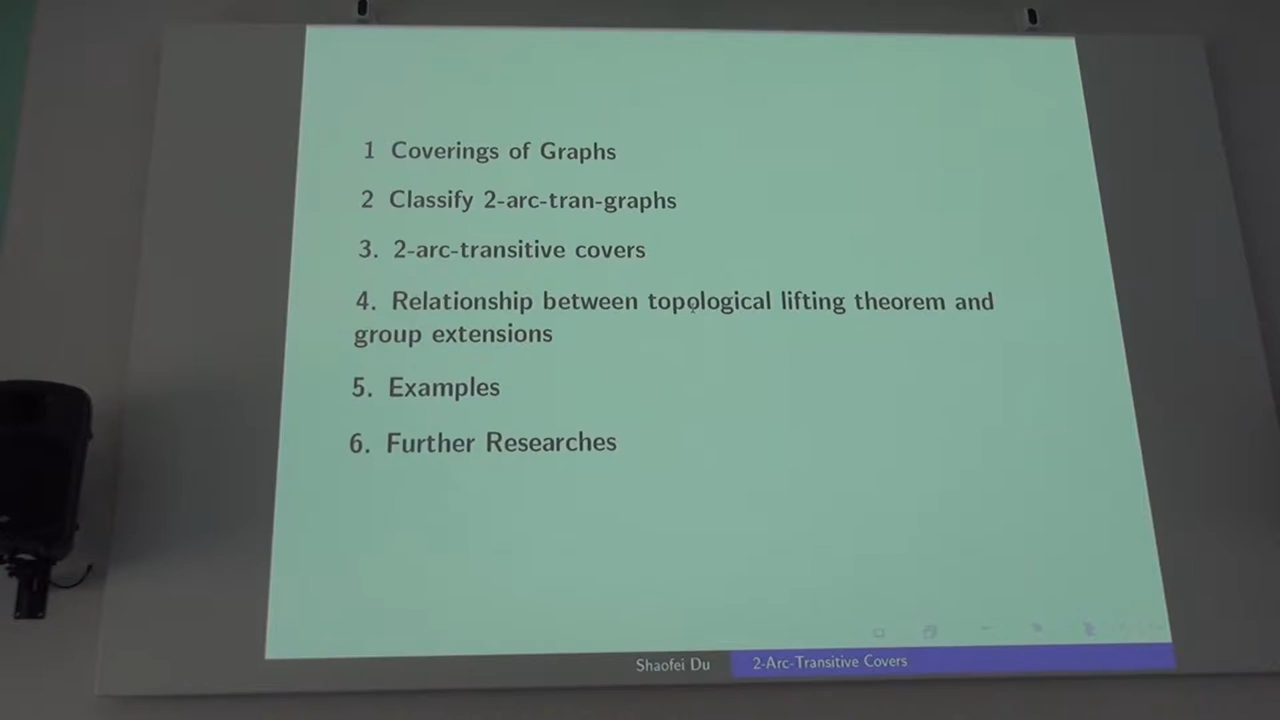 1 Coverings of Graphs
2 Classify 2-arc-tran-graphs
3. 2-arc-transitive covers
4. Relationship between topological lifting theorem and
group extensions
5. Examples
6. Further Researches
Shaofei Du
2-Arc-Transitive Covers